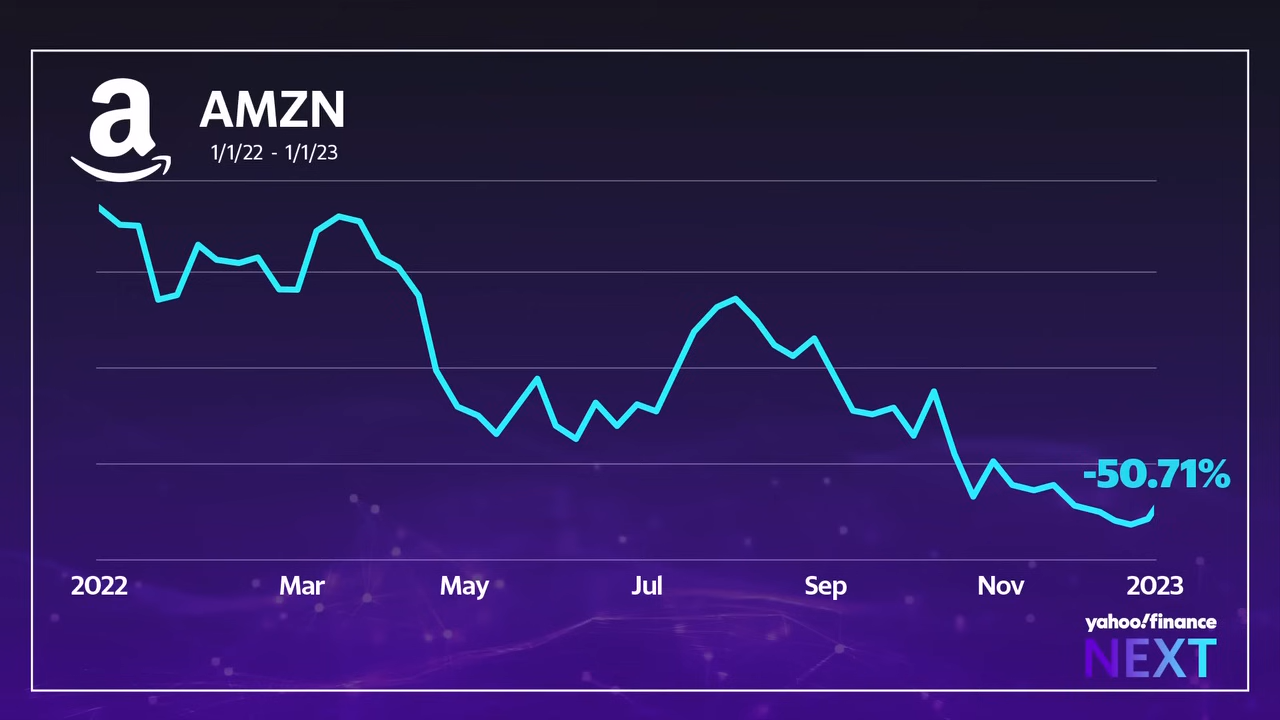 a
AMZN
1/1/22 - 1/1/23
-50.71%
2022 Mar May Jul Sep Nov 2023
yahoo!finance
NEXT